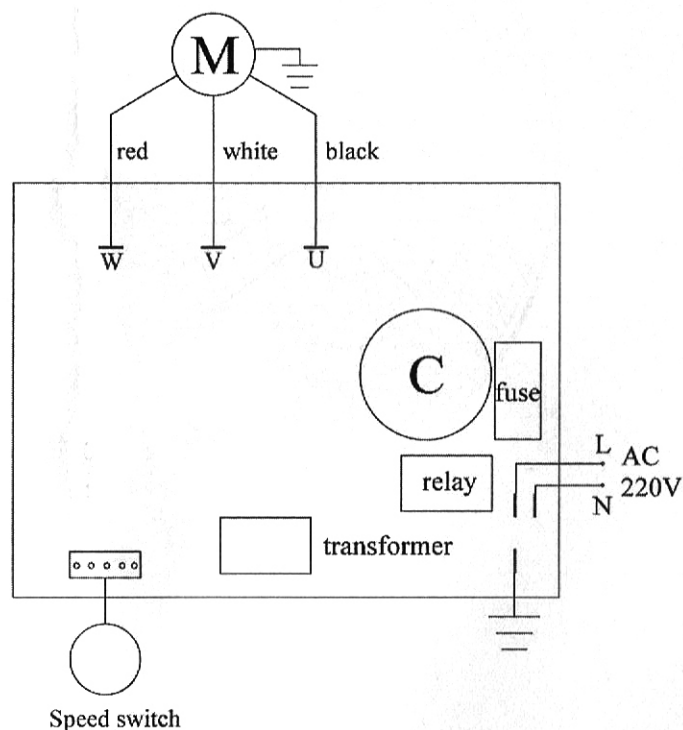 M
red white black
W V U
C
fuse
L AC
relay
220V
N
transformer
Speed switch